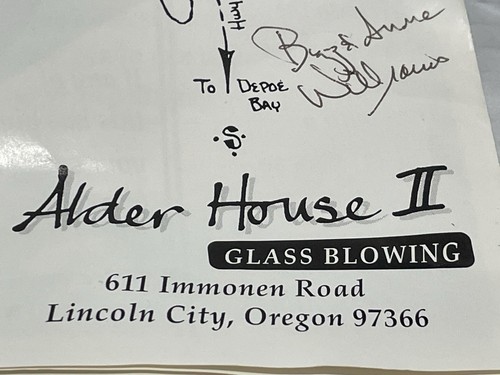 Hwy
Buzz & Anne
Williams
To Depoe
Bay
S
Alder House II
GLASS BLOWING
611 Immonen Road
Lincoln City, Oregon 97366